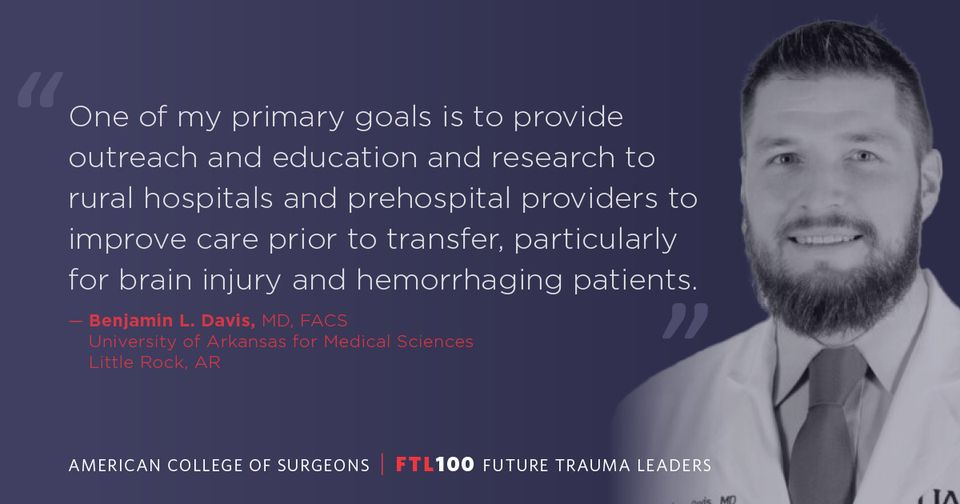 “
One of my primary goals is to provide
outreach and education and research to
rural hospitals and prehospital providers to
improve care prior to transfer, particularly
for brain injury and hemorrhaging patients.
”
— Benjamin L. Davis, MD, FACS
University of Arkansas for Medical Sciences
Little Rock, AR
AMERICAN COLLEGE OF SURGEONS | FTL100 FUTURE TRAUMA LEADERS
MD